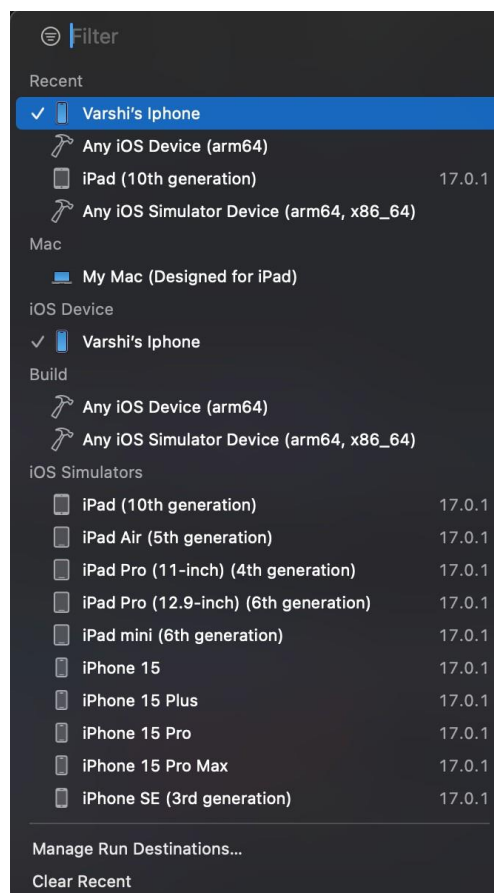 Filter
Recent
Varshi's Iphone
Any iOS Device (arm64)
iPad (10th generation) 17.0.1
Any iOS Simulator Device (arm64, x86_64)
Mac
My Mac (Designed for iPad)
iOS Device
Varshi's Iphone
Build
Any iOS Device (arm64)
Any iOS Simulator Device (arm64, x86_64)
iOS Simulators
iPad (10th generation) 17.0.1
iPad Air (5th generation) 17.0.1
iPad Pro (11-inch) (4th generation) 17.0.1
iPad Pro (12.9-inch) (6th generation) 17.0.1
iPad mini (6th generation) 17.0.1
iPhone 15 17.0.1
iPhone 15 Plus 17.0.1
iPhone 15 Pro 17.0.1
iPhone 15 Pro Max 17.0.1
iPhone SE (3rd generation) 17.0.1
Manage Run Destinations...
Clear Recent